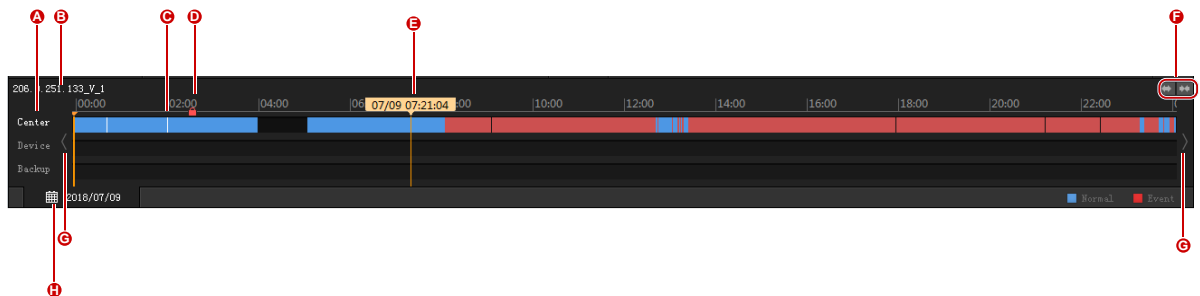 A B C D E F
206. .251.133_V_1
00:00 02:00 04:00 06 07/09 07:21:04 :00 10:00 12:00 14:00 16:00 18:00 20:00 22:00
Center
Device
Backup
2018/07/09 Normal Event
G G
H